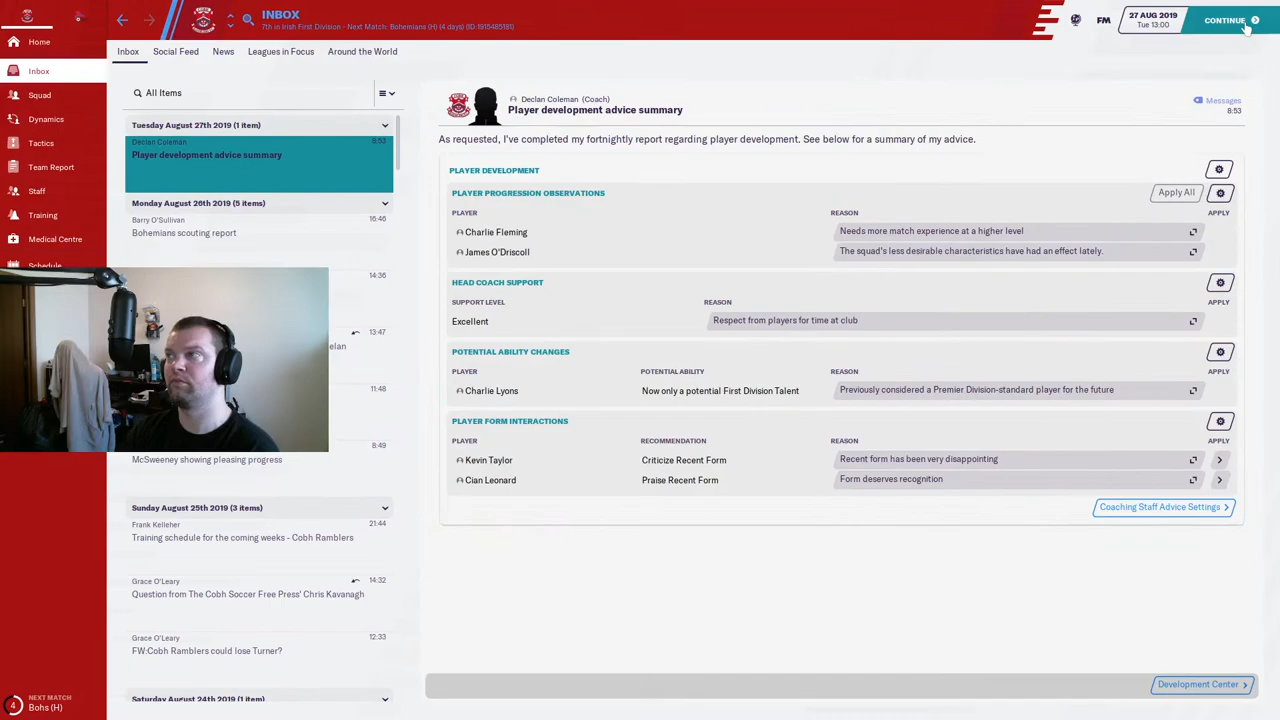 Home
INBOX
7th in Irish First Division - Next Match: Bohemians (H) (4 days) (ID:1915485181)
FM
27 AUG 2019
Tue 13:00
CONTINUE
Inbox
Squad
Dynamics
Tactics
Team Report
Staff
Training
Medical Centre
Schedule
NEXT MATCH
4
Bohs (H)
Inbox
Social Feed
News
Leagues in Focus
Around the World
All Items
Tuesday August 27th 2019 (1 item)
Declan Coleman 8:53
Player development advice summary
Monday August 26th 2019 (5 items)
Barry O'Sullivan 16:46
Bohemians scouting report
14:36
13:47
elan
11:48
8:49
McSweeney showing pleasing progress
Sunday August 25th 2019 (3 items)
Frank Kelleher 21:44
Training schedule for the coming weeks - Cobh Ramblers
Grace O'Leary 14:32
Question from The Cobh Soccer Free Press' Chris Kavanagh
Grace O'Leary 12:33
FW:Cobh Ramblers could lose Turner?
Saturday August 24th 2019 (1 item)
Declan Coleman (Coach)
Player development advice summary
Messages
8:53
As requested, I've completed my fortnightly report regarding player development. See below for a summary of my advice.
PLAYER DEVELOPMENT
PLAYER PROGRESSION OBSERVATIONS
Apply All
PLAYER REASON APPLY
Charlie Fleming Needs more match experience at a higher level
James O'Driscoll The squad's less desirable characteristics have had an effect lately.
HEAD COACH SUPPORT
SUPPORT LEVEL REASON APPLY
Excellent Respect from players for time at club
POTENTIAL ABILITY CHANGES
PLAYER POTENTIAL ABILITY REASON APPLY
Charlie Lyons Now only a potential First Division Talent Previously considered a Premier Division-standard player for the future
PLAYER FORM INTERACTIONS
PLAYER RECOMMENDATION REASON APPLY
Kevin Taylor Criticize Recent Form Recent form has been very disappointing
Cian Leonard Praise Recent Form Form deserves recognition
Coaching Staff Advice Settings
Development Center